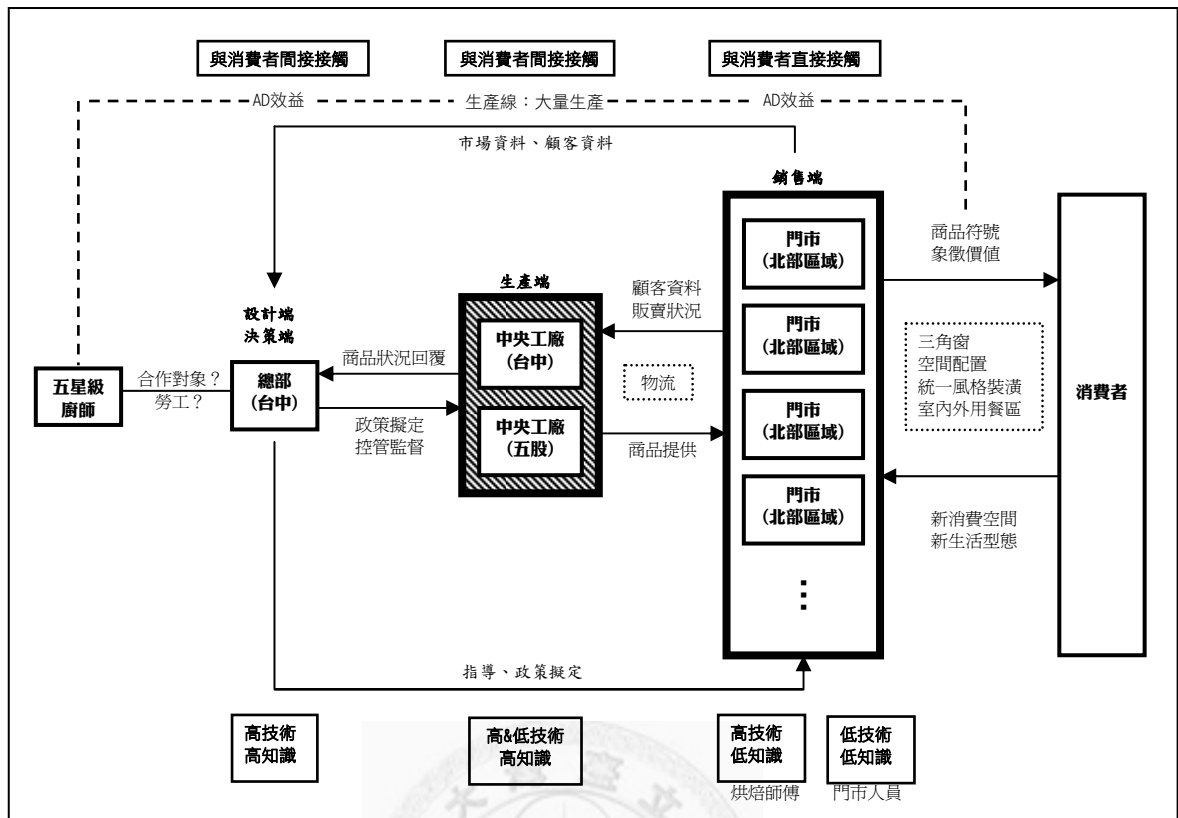 與消費者間接接觸
與消費者間接接觸
與消費者直接接觸
AD效益
生產線：大量生產
AD效益
市場資料、顧客資料
銷售端
門市
(北部區域)
門市
(北部區域)
門市
(北部區域)
門市
(北部區域)
⋮
商品符號
象徵價值
生產端
顧客資料
販賣狀況
設計端
決策端
中央工廠
(台中)
中央工廠
(五股)
物流
三角窗
空間配置
統一風格裝潢
室內外用餐區
消費者
商品狀況回覆
五星級
廚師
合作對象？
勞工？
總部
(台中)
政策擬定
控管監督
商品提供
新消費空間
新生活型態
指導、政策擬定
高技術
高知識
高&低技術
高知識
高技術
低知識
低技術
低知識
烘焙師傅
門市人員
大灣臺立